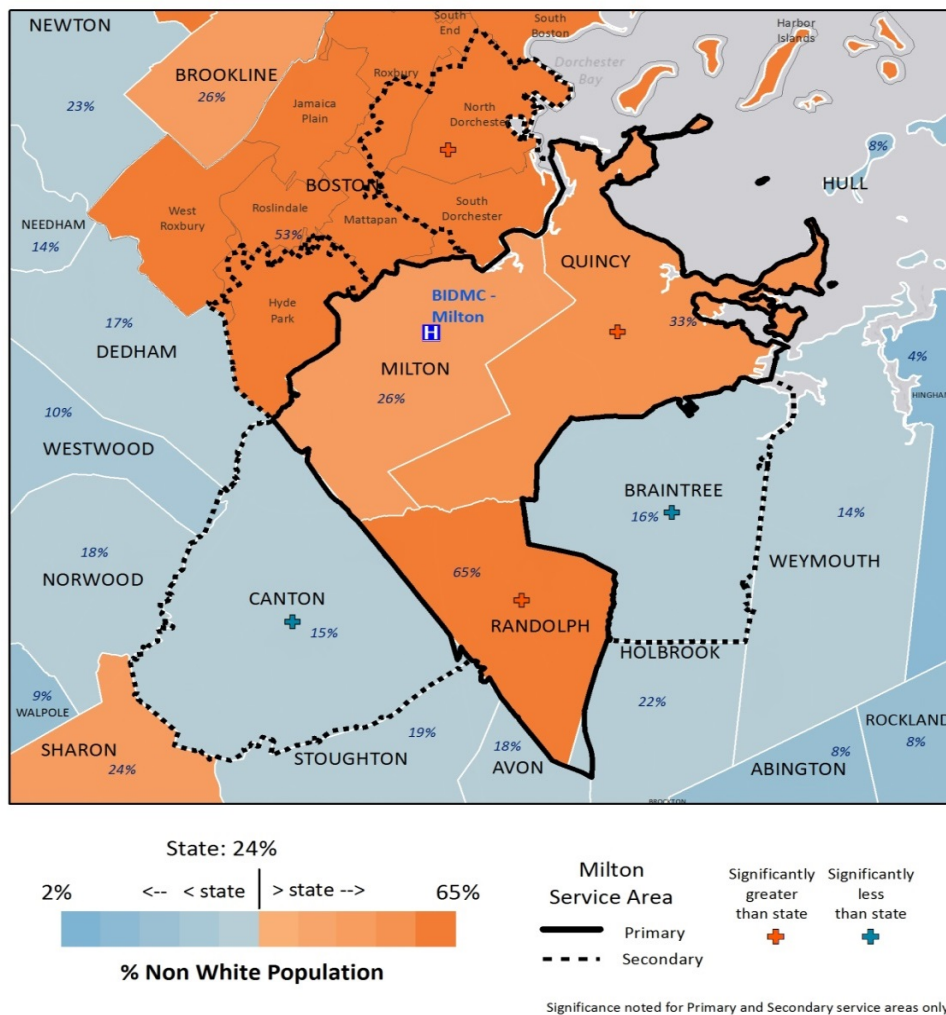 NEWTON
23%
BROOKLINE
26%
South
End
South
Boston
Harbor
Islands
Dorchester
Bay
Roxbury
Jamaica
Plain
North
Dorcheste
8%
HULL
BOSTON
West
Roxbury
Roslindale
53%
Mattapan
South
Dorchester
NEEDHAM
14%
QUINCY
33%
Hyde
Park
BIDMC -
Milton
H
17%
DEDHAM
MILTON
26%
4%
HINGHAM
10%
WESTWOOD
BRAINTREE
16%
14%
WEYMOUTH
18%
NORWOOD
65%
RANDOLPH
CANTON
15%
HOLBROOK
22%
9%
WALPOLE
SHARON
24%
19%
STOUGHTON
18%
AVON
8%
ABINGTON
ROCKLAND
8%
BROCKTON
State: 24%
2%
<-- < state
> state -->
65%
% Non White Population
Milton
Service Area
Primary
Secondary
Significantly
greater
than state
Significantly
less
than state
Significance noted for Primary and Secondary service areas only